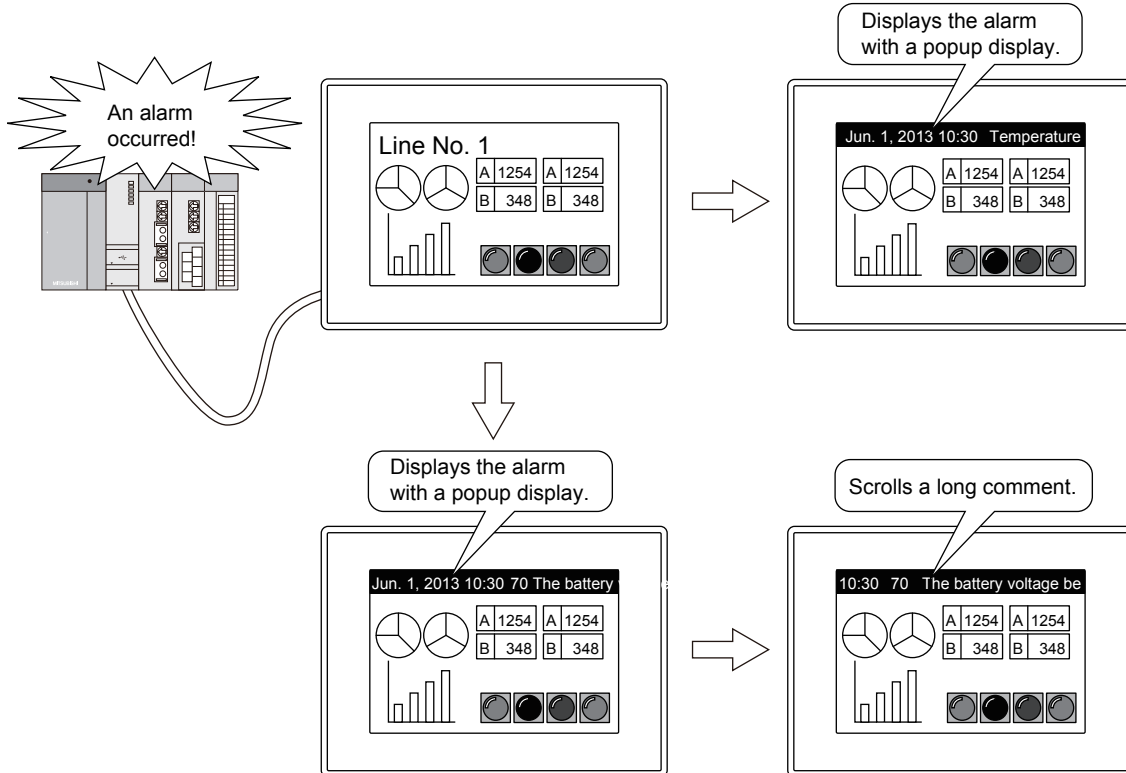 Displays the alarm
with a popup display.
An alarm
occurred!
MITSUBISHI
Line No. 1
A 1254 A 1254
B 348 B 348
Jun. 1, 2013 10:30 Temperature
A 1254 A 1254
B 348 B 348
Displays the alarm
with a popup display.
Scrolls a long comment.
Jun. 1, 2013 10:30 70 The battery
A 1254 A 1254
B 348 B 348
10:30 70 The battery voltage be
A 1254 A 1254
B 348 B 348